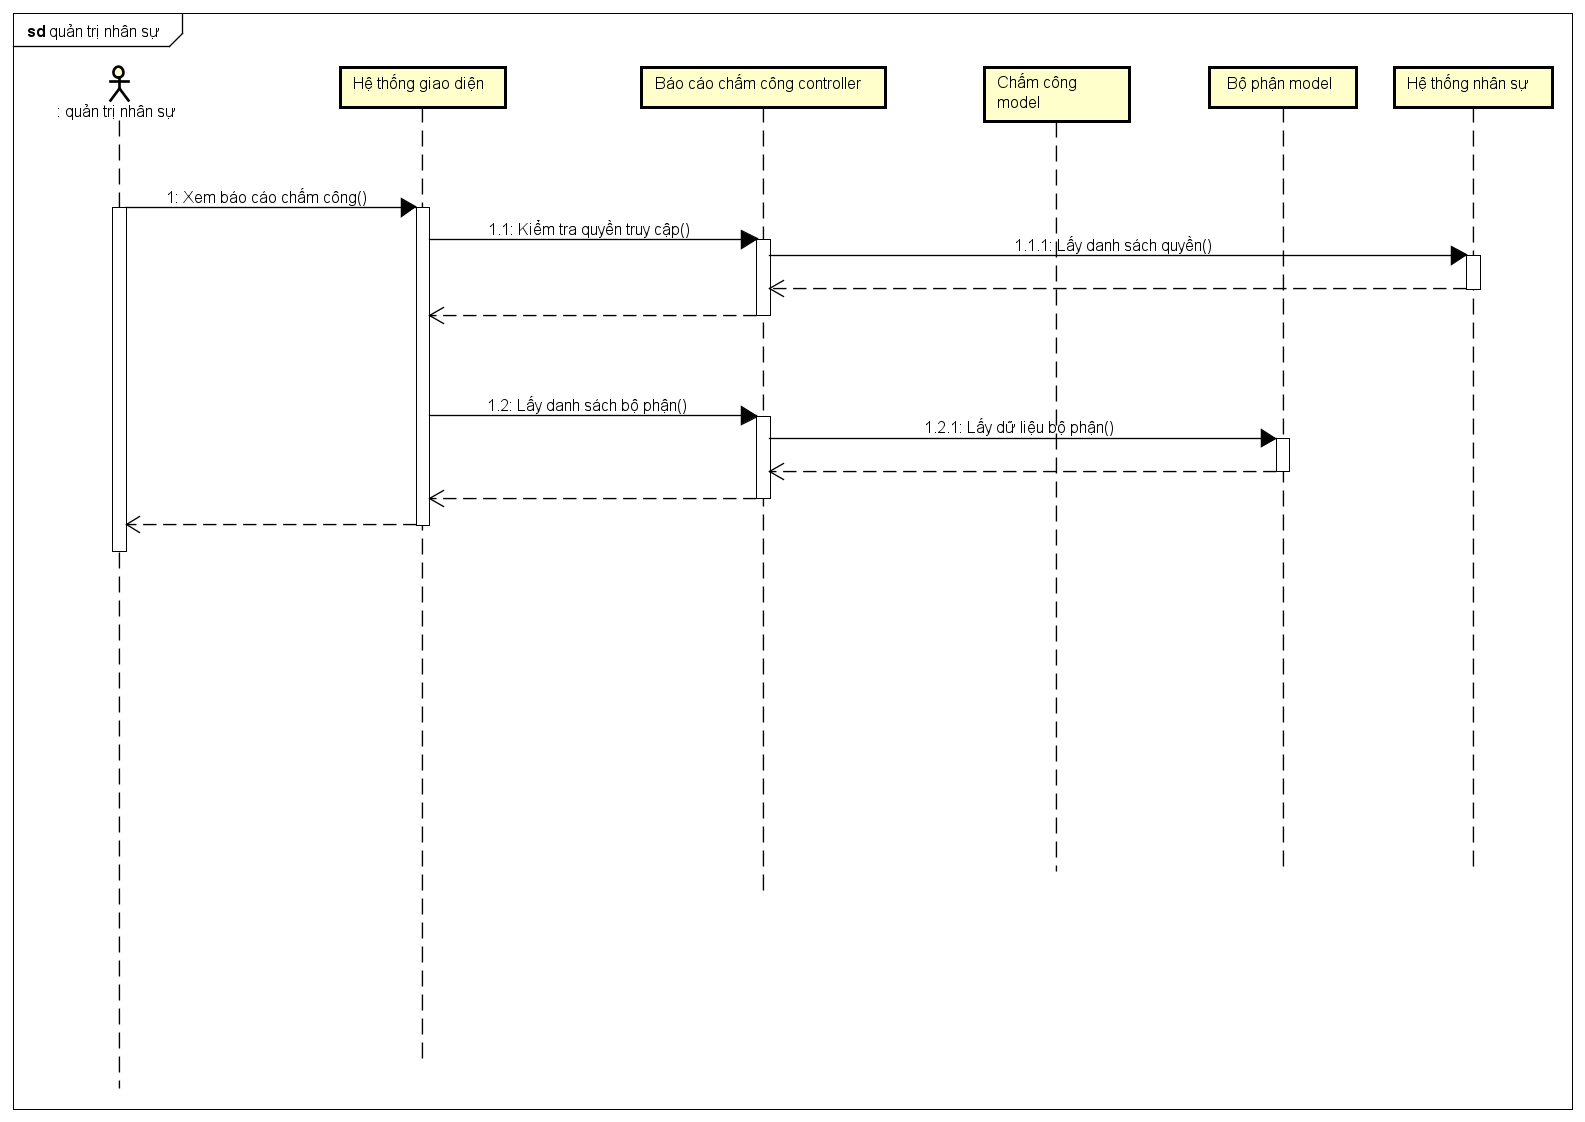 sd quản trị nhân sự
: quản trị nhân sự
Hệ thống giao diện
Báo cáo chấm công controller
Chấm công
model
Bộ phận model
Hệ thống nhân sự
1: Xem báo cáo chấm công()
1.1: Kiểm tra quyền truy cập()
1.1.1: Lấy danh sách quyền()
1.2: Lấy danh sách bộ phận()
1.2.1: Lấy dữ liệu bộ phận()